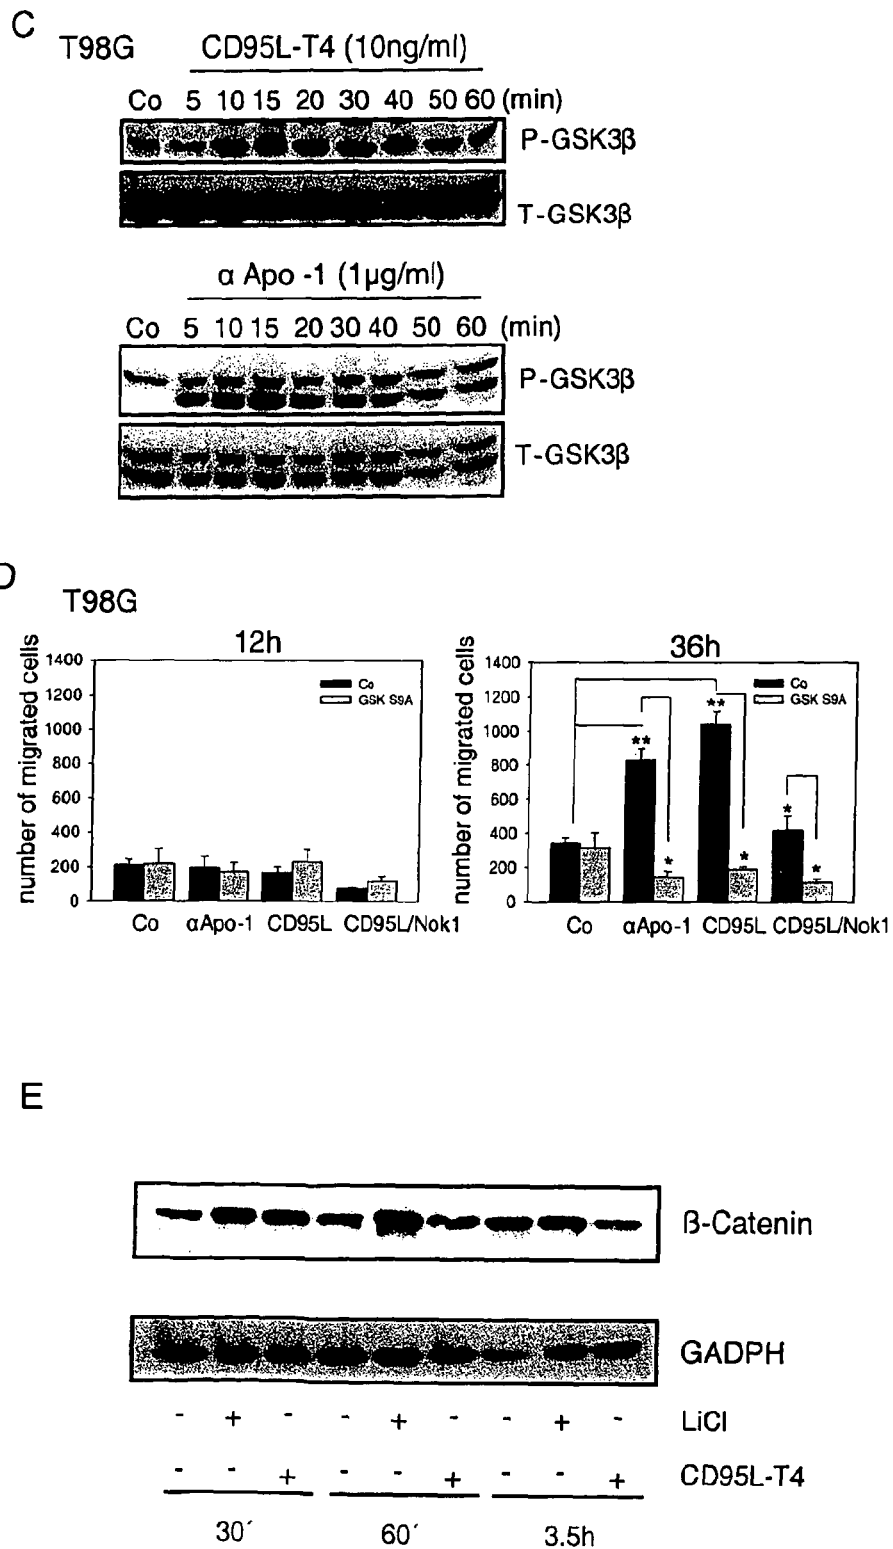 C
T98G CD95L-T4 (10ng/ml)
Co 5 10 15 20 30 40 50 60 (min)
P-GSK3β
T-GSK3β
α Apo -1 (1µg/ml)
Co 5 10 15 20 30 40 50 60 (min)
P-GSK3β
T-GSK3β
D
T98G
12h
number of migrated cells
1400
1200
1000
800
600
400
200
0
Co
GSK S9A
Co αApo-1 CD95L CD95L/Nok1
36h
number of migrated cells
1400
1200
1000
800
600
400
200
0
Co
GSK S9A
** ** * * * *
Co αApo-1 CD95L CD95L/Nok1
E
ß-Catenin
GADPH
- + - - + - - + - LiCl
- - + - - + - - + CD95L-T4
30´ 60´ 3.5h